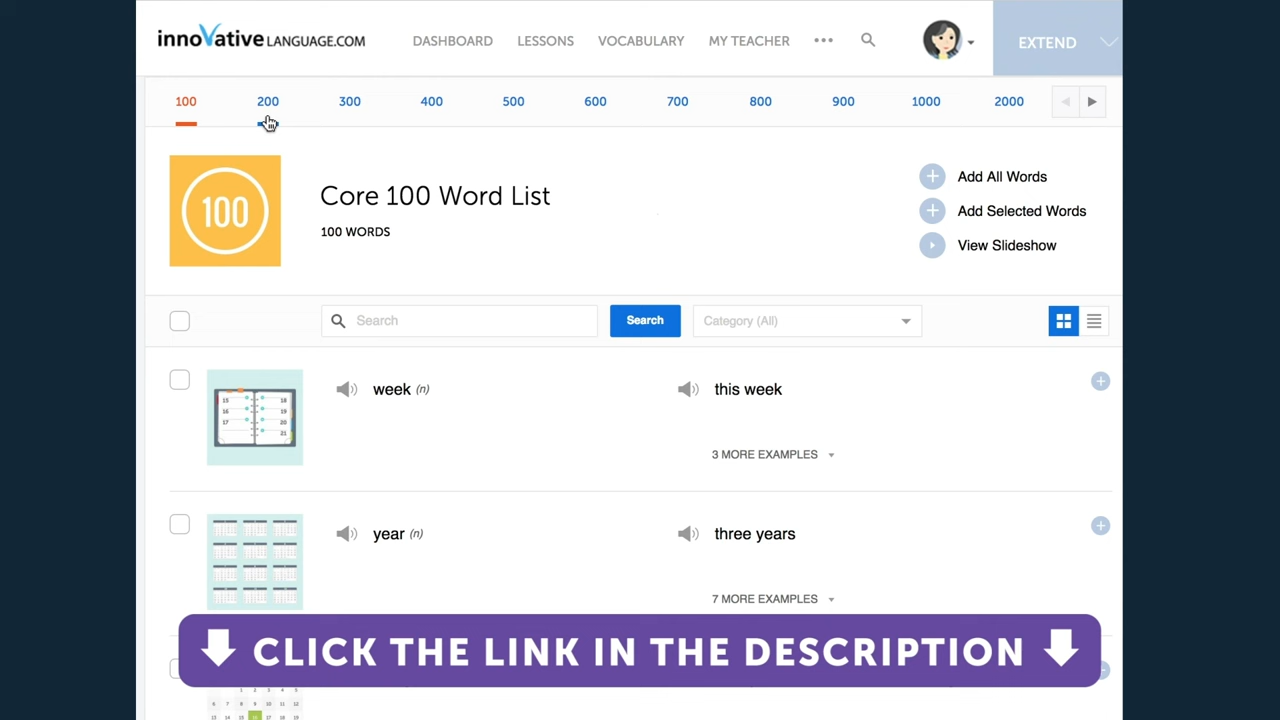 innoVative LANGUAGE.COM
DASHBOARD LESSONS VOCABULARY MY TEACHER ••• EXTEND
100 200 300 400 500 600 700 800 900 1000 2000
100
Core 100 Word List
100 WORDS
Add All Words
Add Selected Words
View Slideshow
Search Search Category (All)
week (n) this week
3 MORE EXAMPLES
year (n) three years
7 MORE EXAMPLES
CLICK THE LINK IN THE DESCRIPTION